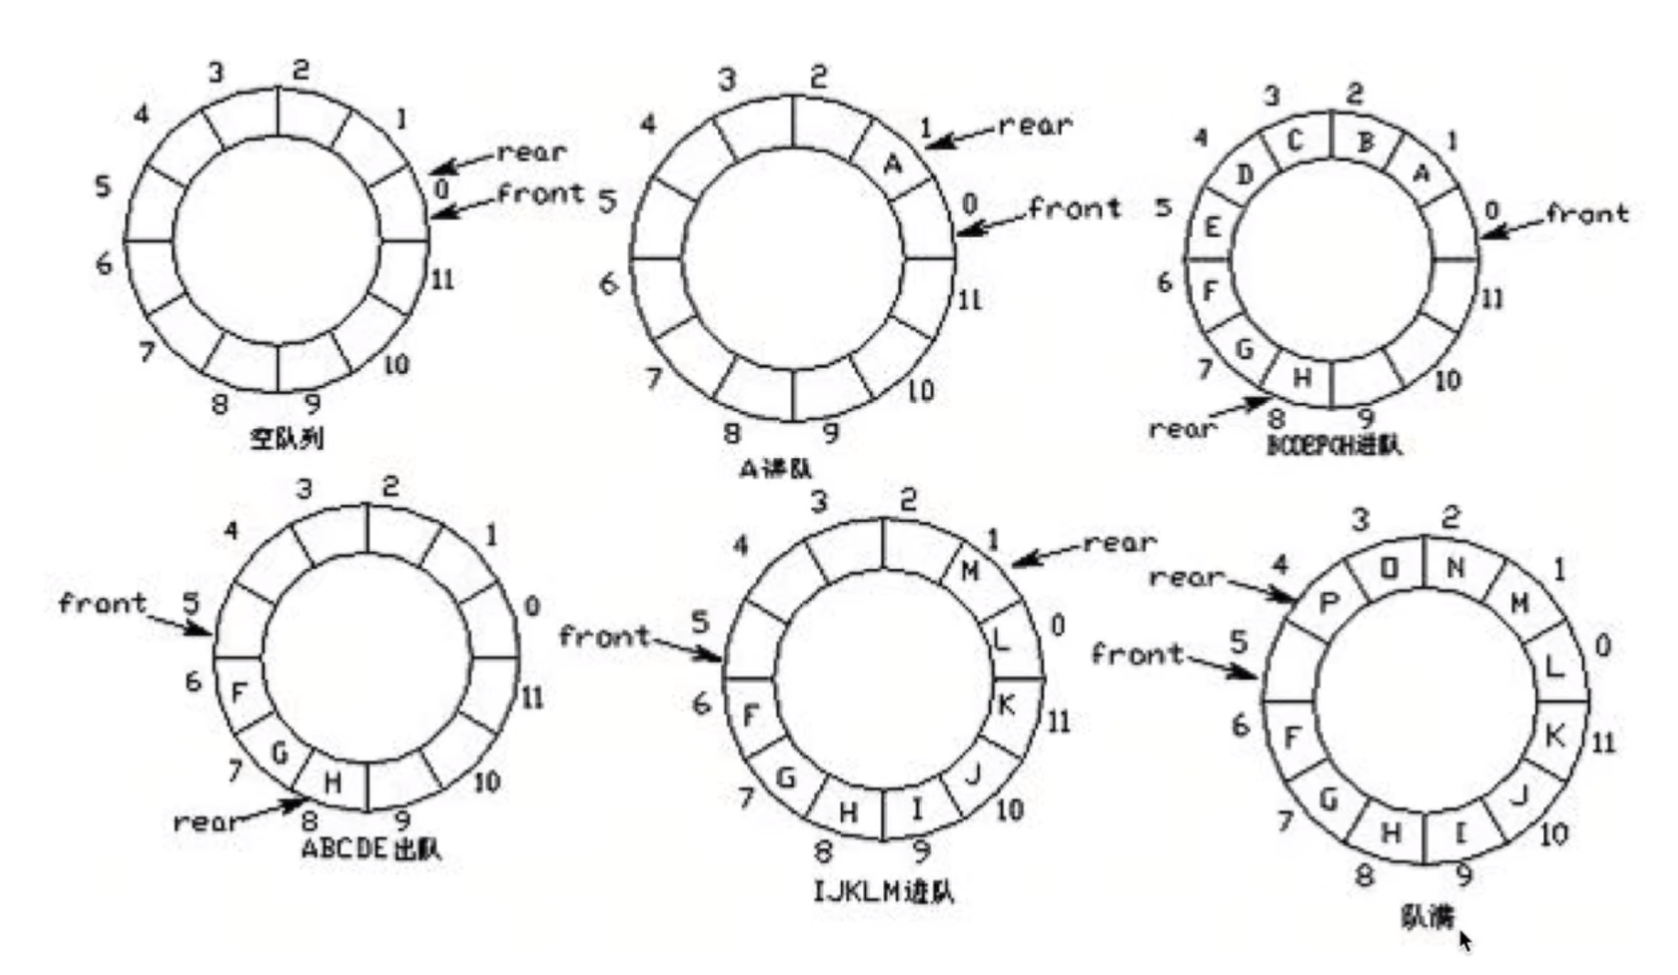 3 2
4 1
rear
5 0 front
6 11
7 10
8 9
空队列
3 2
4 1 rear
A
5 0 front
6 11
7 10
8 9
A进队
3 2
4 C B 1
D A
5 E 0 front
6 F 11
7 G H 10
rear 8 9
BCDEFGH进队
3 2
4 1
front 5 0
6 F 11
7 G H 10
rear 8 9
ABCDE出队
3 2
4 1 rear
M
front 5 L 0
6 F K 11
7 G H I J 10
8 9
IJKLM进队
3 2
rear 4 O N 1
P M
front 5 L 0
6 F K 11
7 G H I J 10
8 9
队满